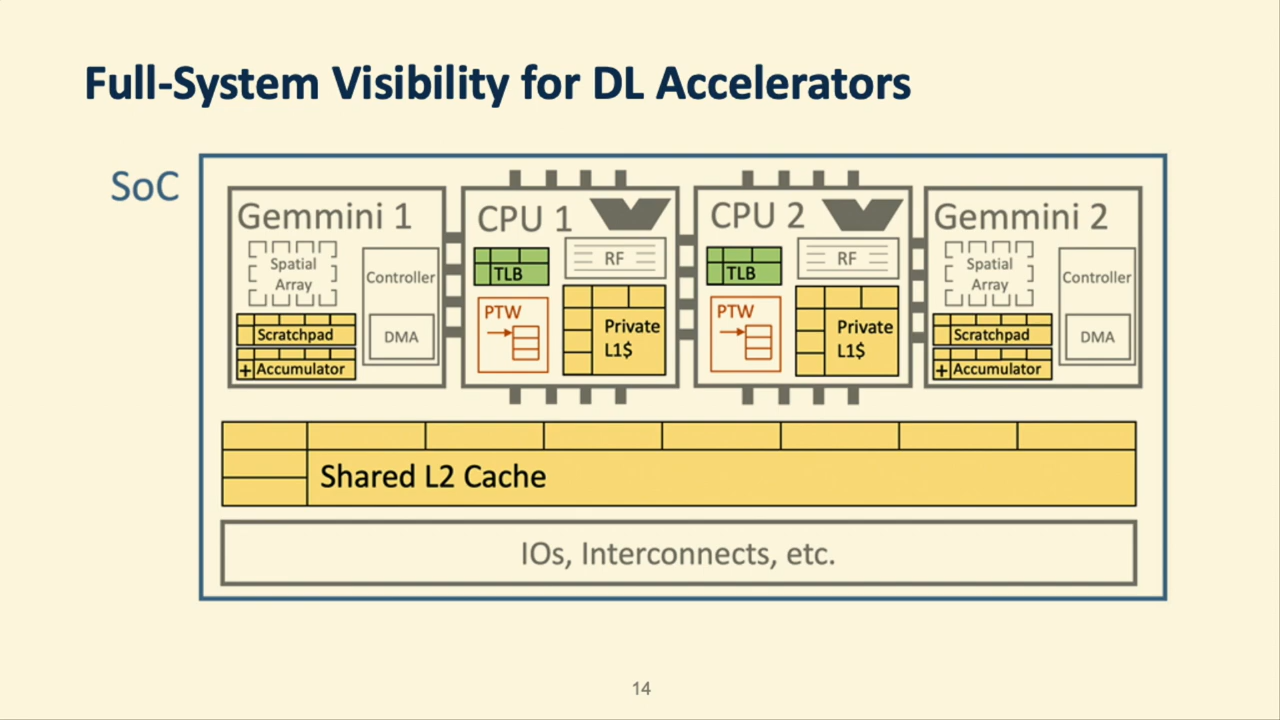 Full-System Visibility for DL Accelerators
SoC
Gemmini 1
Spatial
Array
Controller
Scratchpad
DMA
+ Accumulator
CPU 1
TLB
RF
PTW
Private
L1$
CPU 2
TLB
RF
PTW
Private
L1$
Gemmini 2
Spatial
Array
Controller
Scratchpad
DMA
+ Accumulator
Shared L2 Cache
IOs, Interconnects, etc.
14